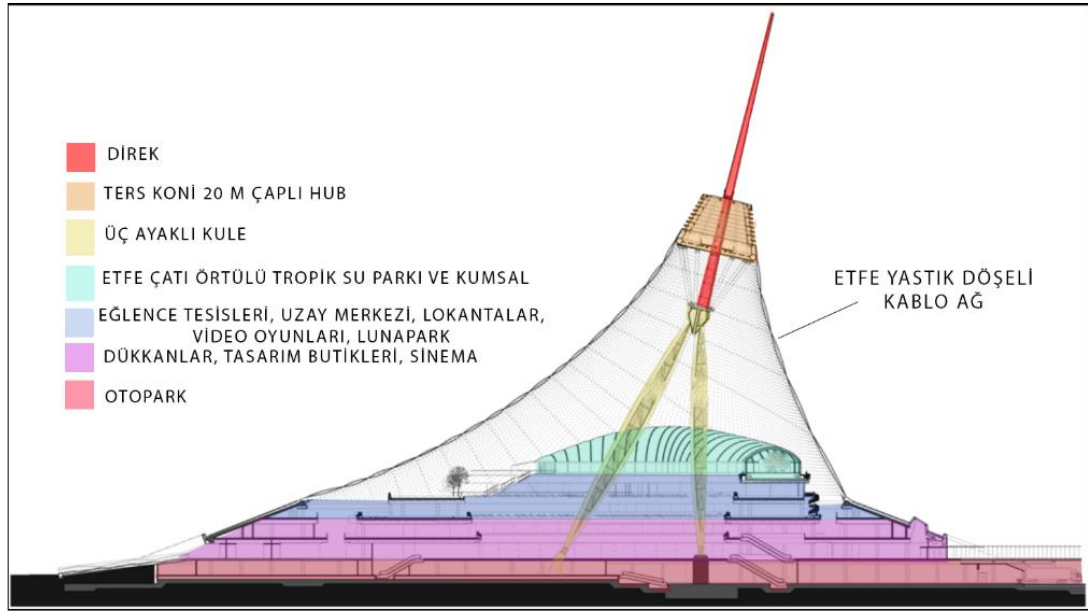 DİREK
TERS KONİ 20 M ÇAPLI HUB
ÜÇ AYAKLI KULE
ETFE ÇATI ÖRTÜLÜ TROPİK SU PARKI VE KUMSAL
EĞLENCE TESİSLERİ, UZAY MERKEZİ, LOKANTALAR,
VİDEO OYUNLARI, LUNAPARK
DÜKKANLAR, TASARIM BUTİKLERİ, SİNEMA
OTOPARK
ETFE YASTIK DÖŞELİ
KABLO AĞ